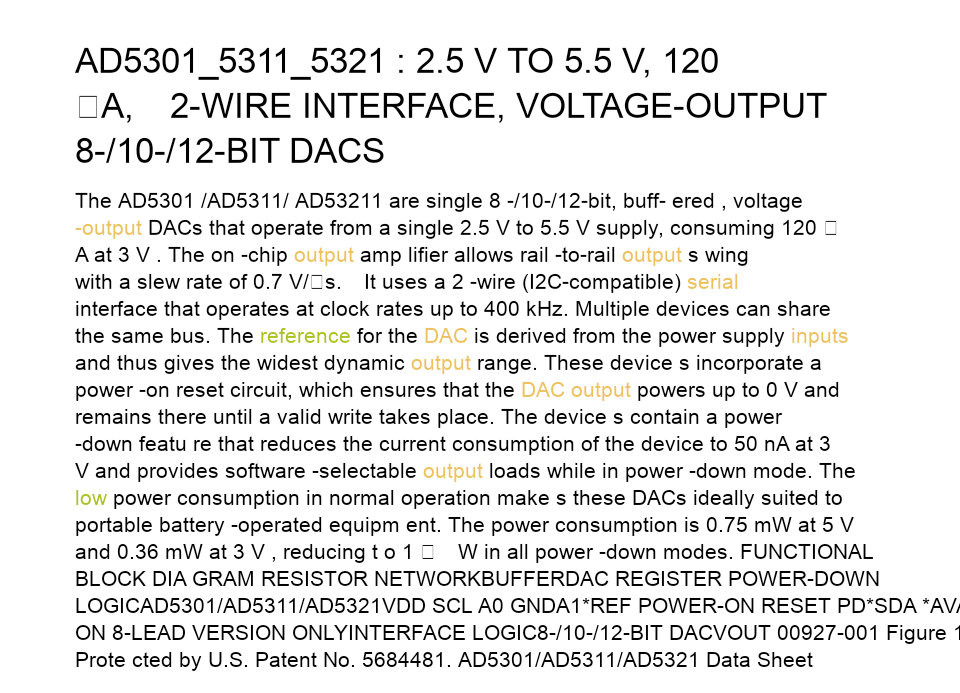 AD5301_5311_5321 : 2.5 V TO 5.5 V, 120
□A, 2-WIRE INTERFACE, VOLTAGE-OUTPUT
8-/10-/12-BIT DACS
The AD5301 /AD5311/ AD53211 are single 8 -/10-/12-bit, buff- ered , voltage
-output DACs that operate from a single 2.5 V to 5.5 V supply, consuming 120 □
A at 3 V . The on -chip output amp lifier allows rail -to-rail output s wing
with a slew rate of 0.7 V/□s. It uses a 2 -wire (I2C-compatible) serial
interface that operates at clock rates up to 400 kHz. Multiple devices can share
the same bus. The reference for the DAC is derived from the power supply inputs
and thus gives the widest dynamic output range. These device s incorporate a
power -on reset circuit, which ensures that the DAC output powers up to 0 V and
remains there until a valid write takes place. The device s contain a power
-down featu re that reduces the current consumption of the device to 50 nA at 3
V and provides software -selectable output loads while in power -down mode. The
low power consumption in normal operation make s these DACs ideally suited to
portable battery -operated equipm ent. The power consumption is 0.75 mW at 5 V
and 0.36 mW at 3 V , reducing t o 1 □ W in all power -down modes. FUNCTIONAL
BLOCK DIA GRAM RESISTOR NETWORKBUFFERDAC REGISTER POWER-DOWN
LOGICAD5301/AD5311/AD5321VDD SCL A0 GNDA1*REF POWER-ON RESET PD*SDA
ON 8-LEAD VERSION ONLYINTERFACE LOGIC8-/10-/12-BIT DACVOUT 00927-001 Figure
Prote cted by U.S. Patent No. 5684481. AD5301/AD5311/AD5321 Data Sheet